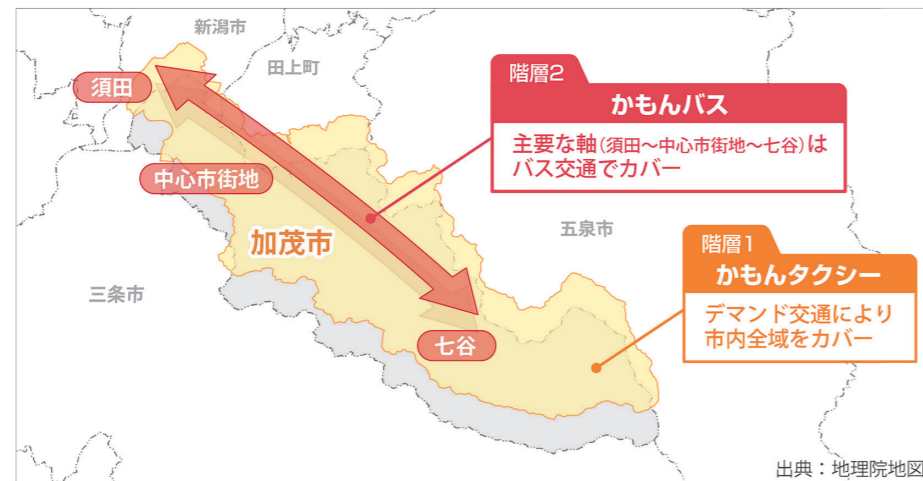 新潟市
田上町
須田
階層2
かもんバス
主要な軸(須田〜中心市街地〜七谷)は
バス交通でカバー
中心市街地
加茂市
五泉市
階層1
かもんタクシー
デマンド交通により
市内全域をカバー
三条市
七谷
出典：地理院地図